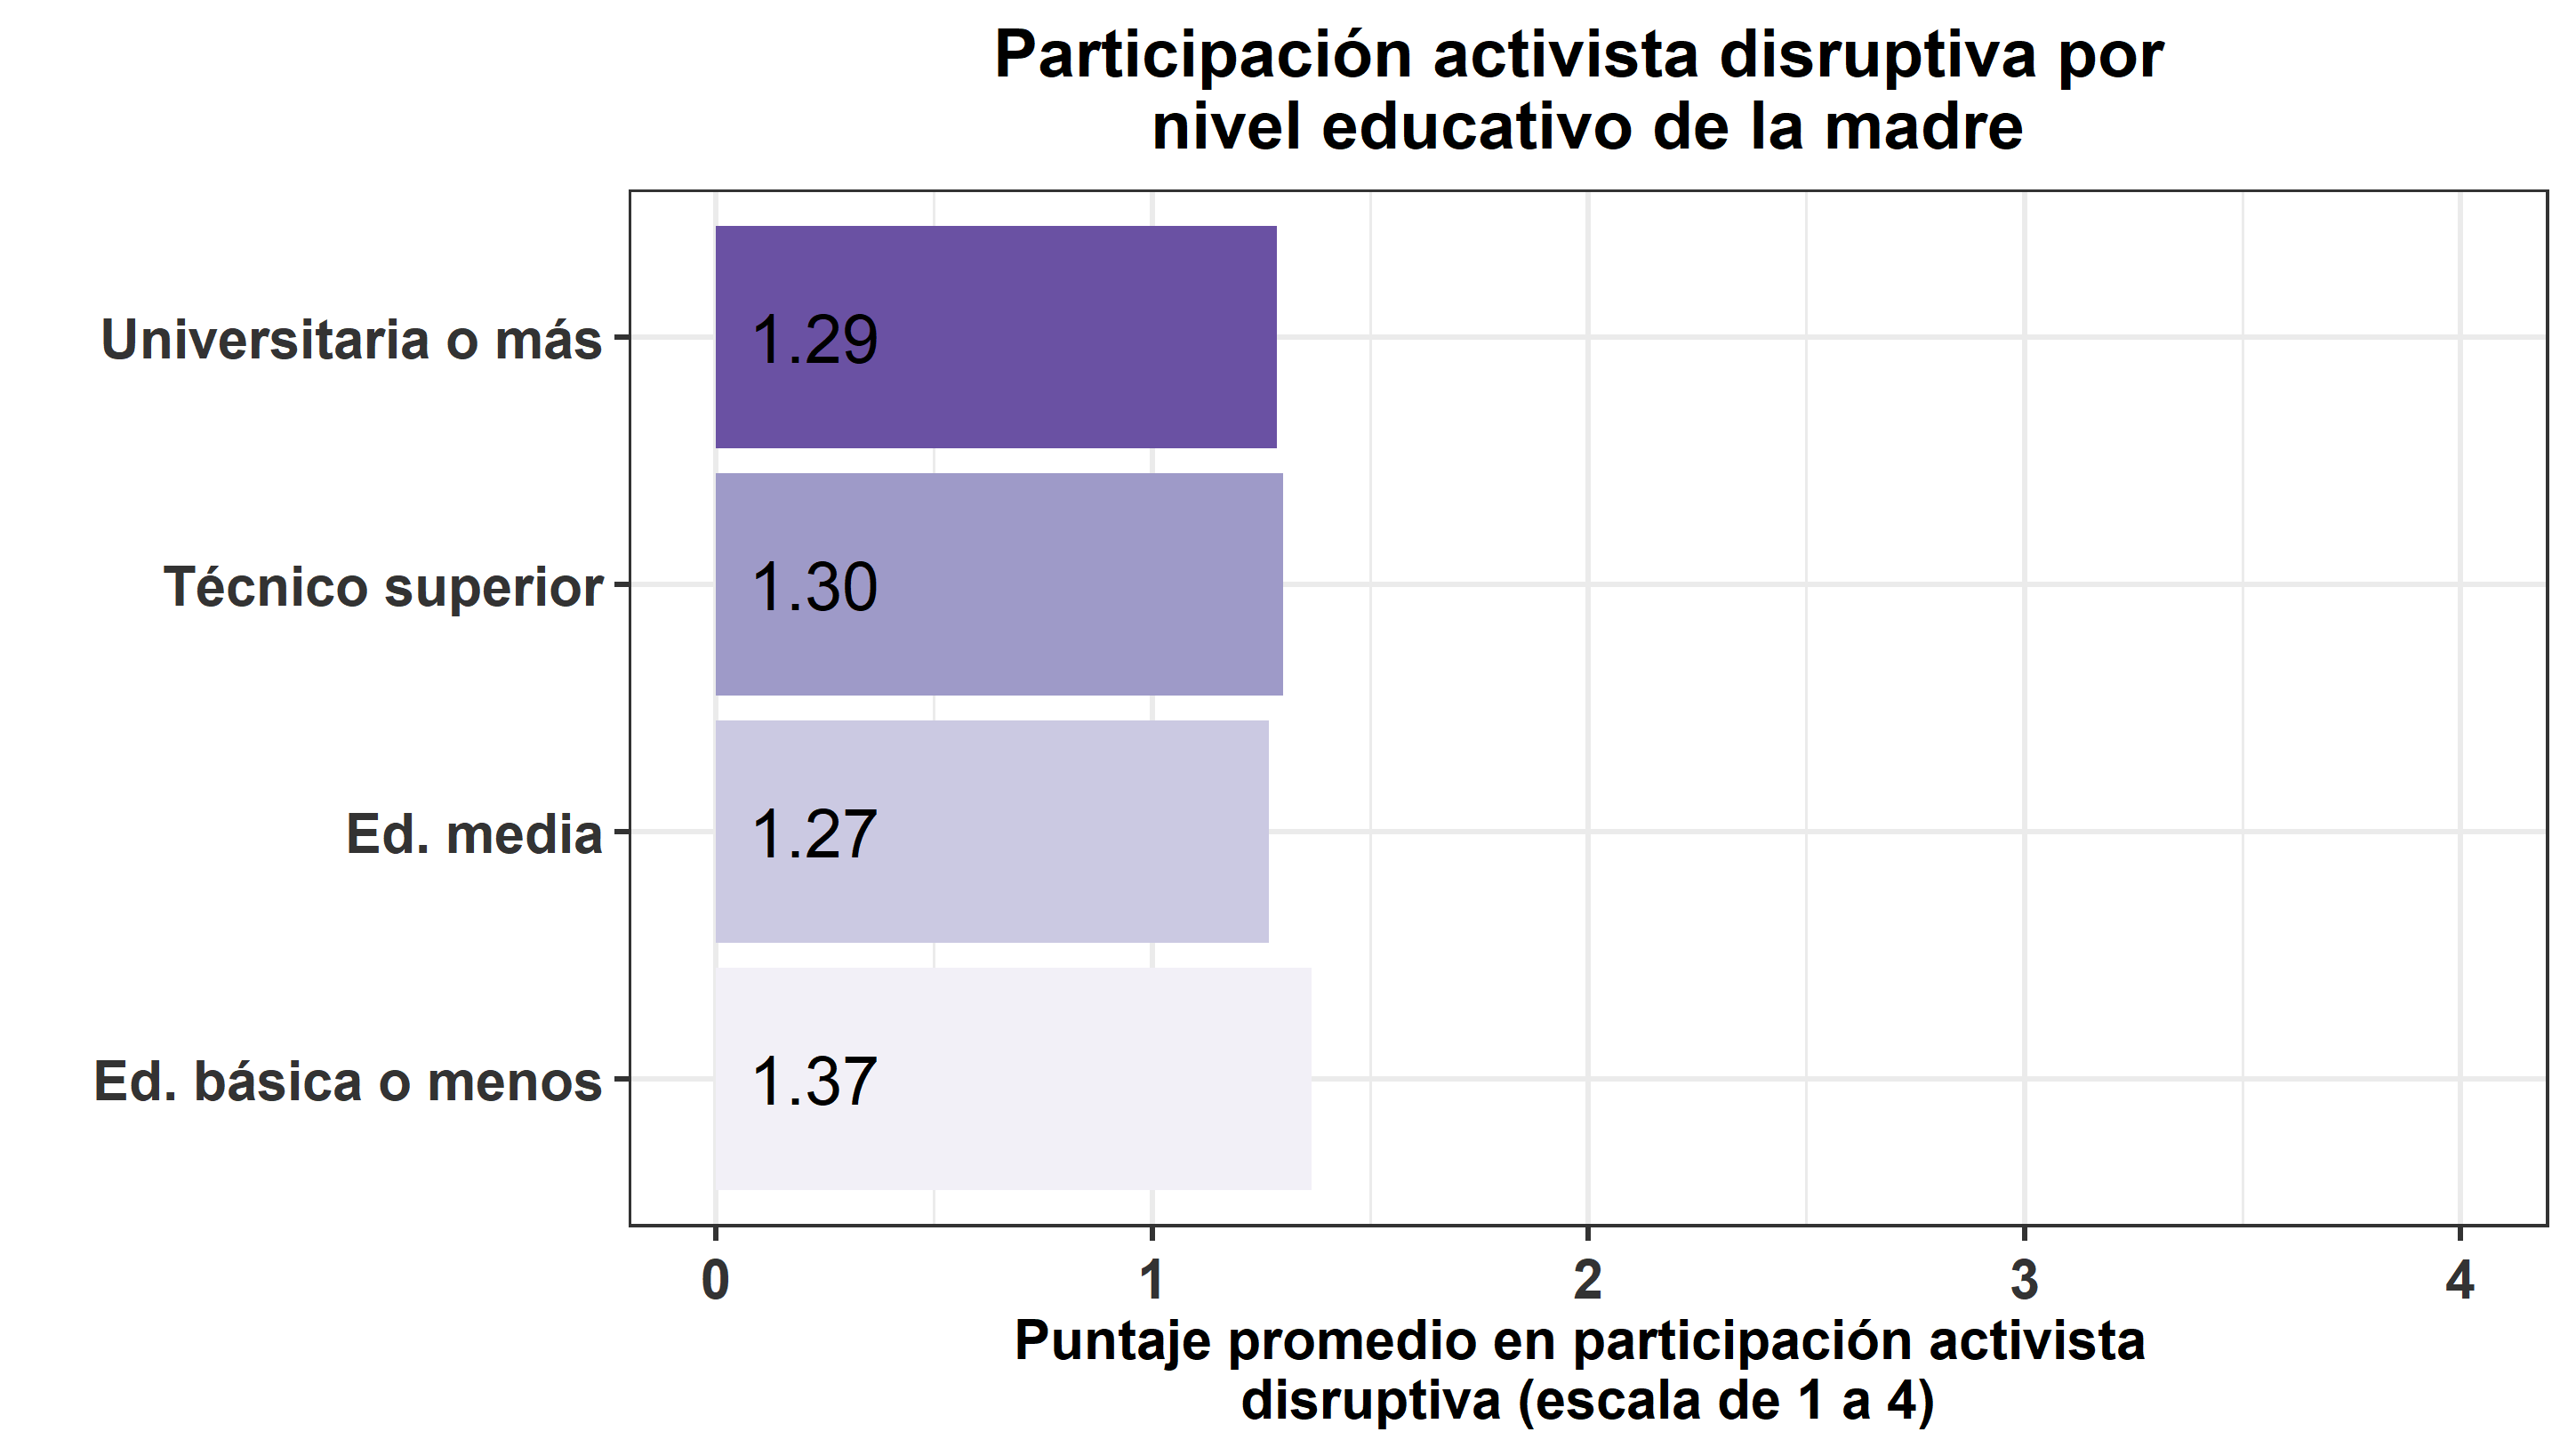 Participación activista disruptiva por
nivel educativo de la madre
Universitaria o más
1.29
Técnico superior
1.30
Ed. media
1.27
Ed. básica o menos
1.37
0 1 2 3 4
Puntaje promedio en participación activista
disruptiva (escala de 1 a 4)